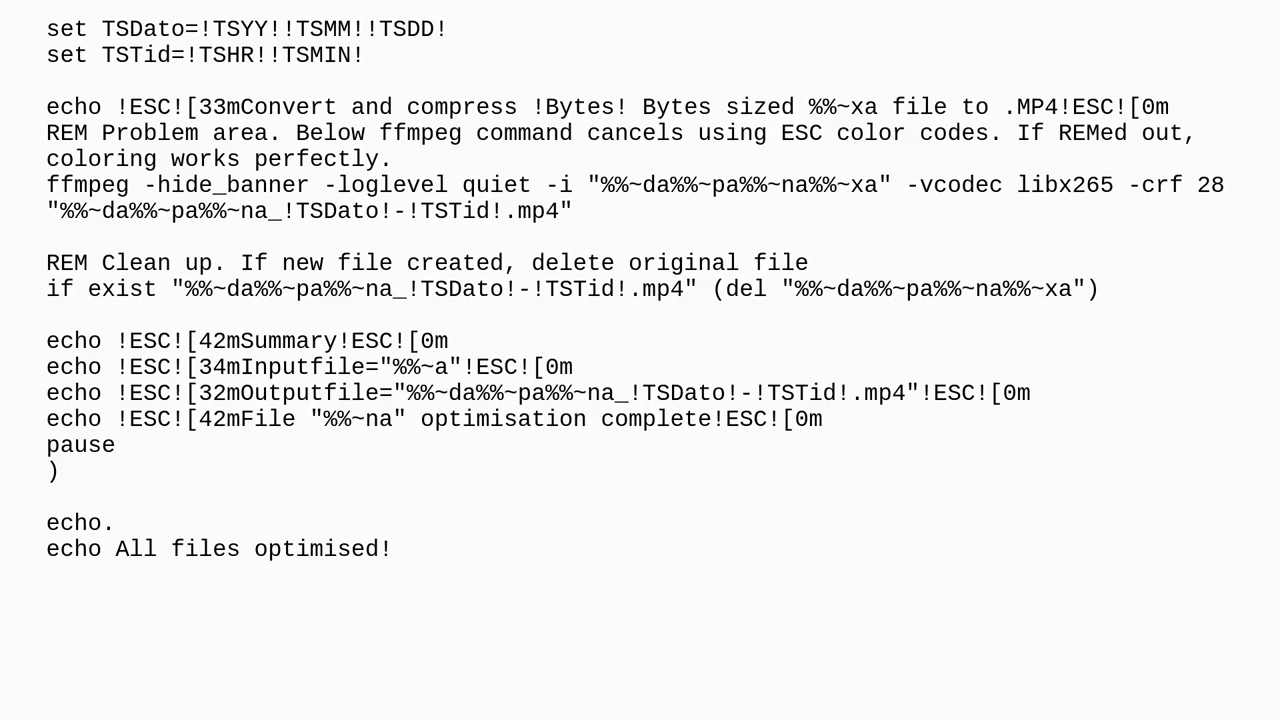 set TSDato=!TSYY!!TSMM!!TSDD!
set TSTid=!TSHR!!TSMIN!
echo !ESC![33mConvert and compress !Bytes! Bytes sized %%~xa file to .MP4!ESC![0m
REM Problem area. Below ffmpeg command cancels using ESC color codes. If REMed out,
coloring works perfectly.
ffmpeg -hide_banner -loglevel quiet -i "%%~da%%~pa%%~na%%~xa" -vcodec libx265 -crf 28
"%%~da%%~pa%%~na_!TSDato!-!TSTid!.mp4"
REM Clean up. If new file created, delete original file
if exist "%%~da%%~pa%%~na_!TSDato!-!TSTid!.mp4" (del "%%~da%%~pa%%~na%%~xa")
echo !ESC![42mSummary!ESC![0m
echo !ESC![34mInputfile="%%~a"!ESC![0m
echo !ESC![32mOutputfile="%%~da%%~pa%%~na_!TSDato!-!TSTid!.mp4"!ESC![0m
echo !ESC![42mFile "%%~na" optimisation complete!ESC![0m
pause
)
echo.
echo All files optimised!